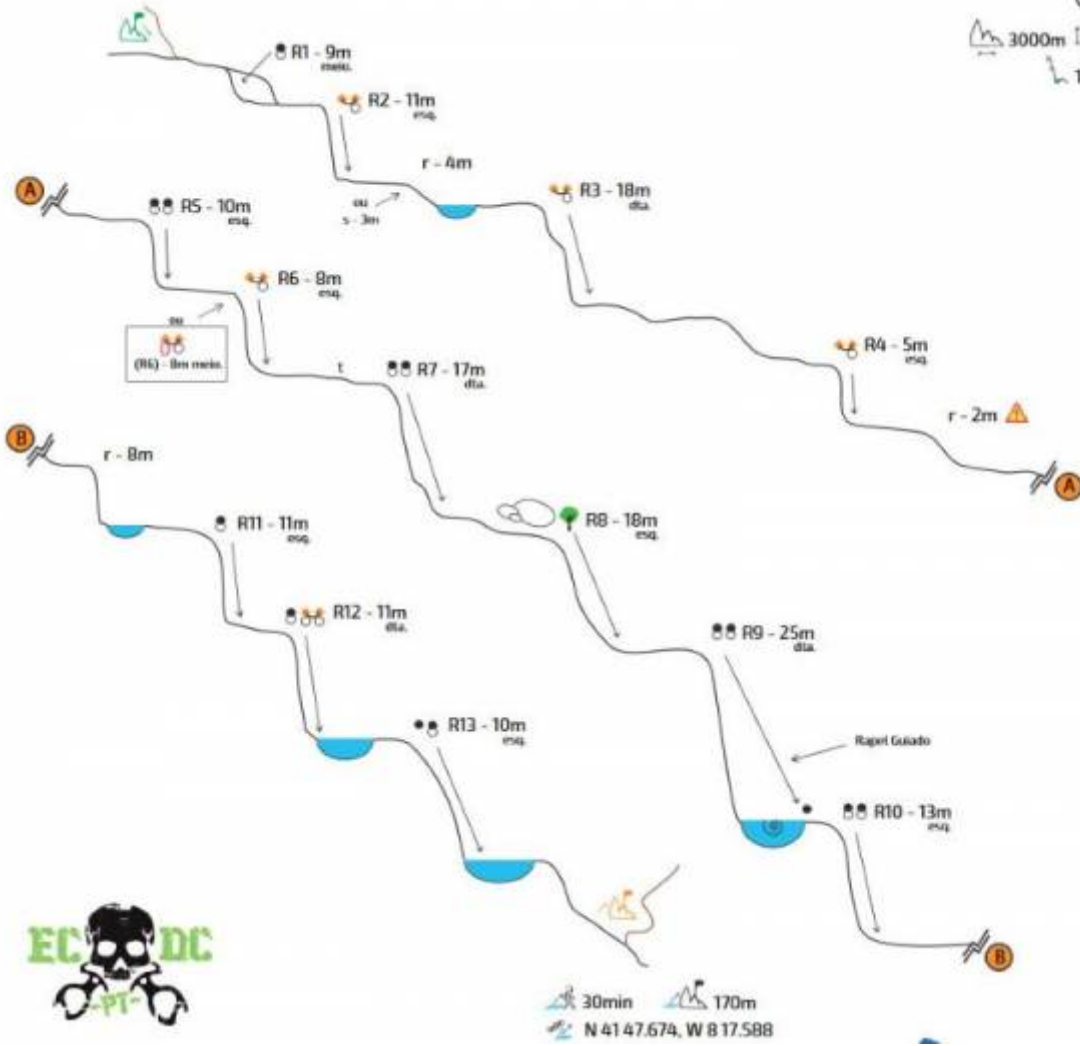 3000m
R1 - 9m
meio.
R2 - 11m
esq.
r - 4m
ou
s - 3m
R3 - 18m
dta.
R4 - 5m
esq.
r - 2m
A
A
R5 - 10m
esq.
R6 - 8m
esq.
ou
(R6) - 8m meio.
t
R7 - 17m
dta.
R8 - 18m
esq.
R9 - 25m
dta.
Rapel Guiado
R10 - 13m
esq.
B
B
r - 8m
R11 - 11m
esq.
R12 - 11m
dta.
R13 - 10m
esq.
EC DC
-PT-
30min 170m
N 41 47.674, W 8 17.588